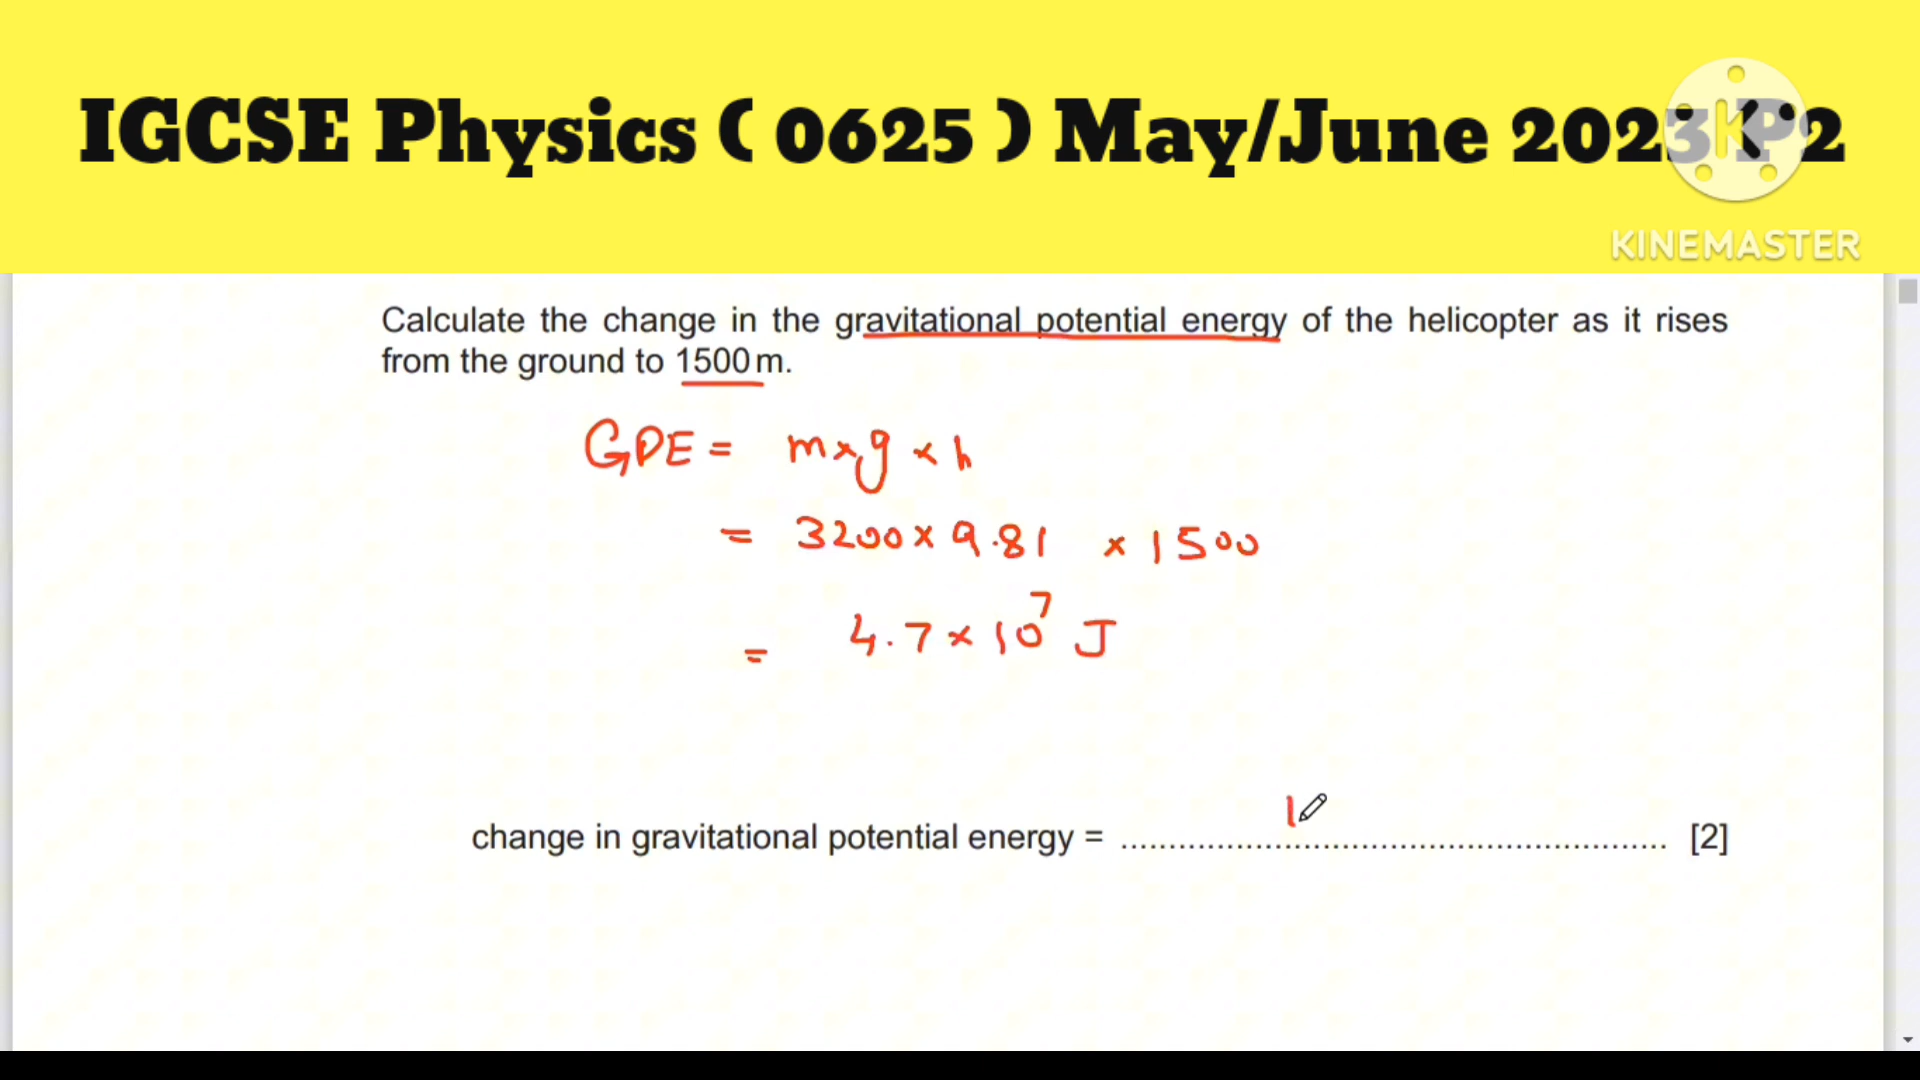 IGCSE Physics ( 0625 ) May/June 2023 P2
KINEMASTER
Calculate the change in the gravitational potential energy of the helicopter as it rises
from the ground to 1500 m.
GPE = m × g × h
= 3200 × 9.81 × 1500
= 4.7 × 10⁷ J
change in gravitational potential energy = ........................................................ [2]